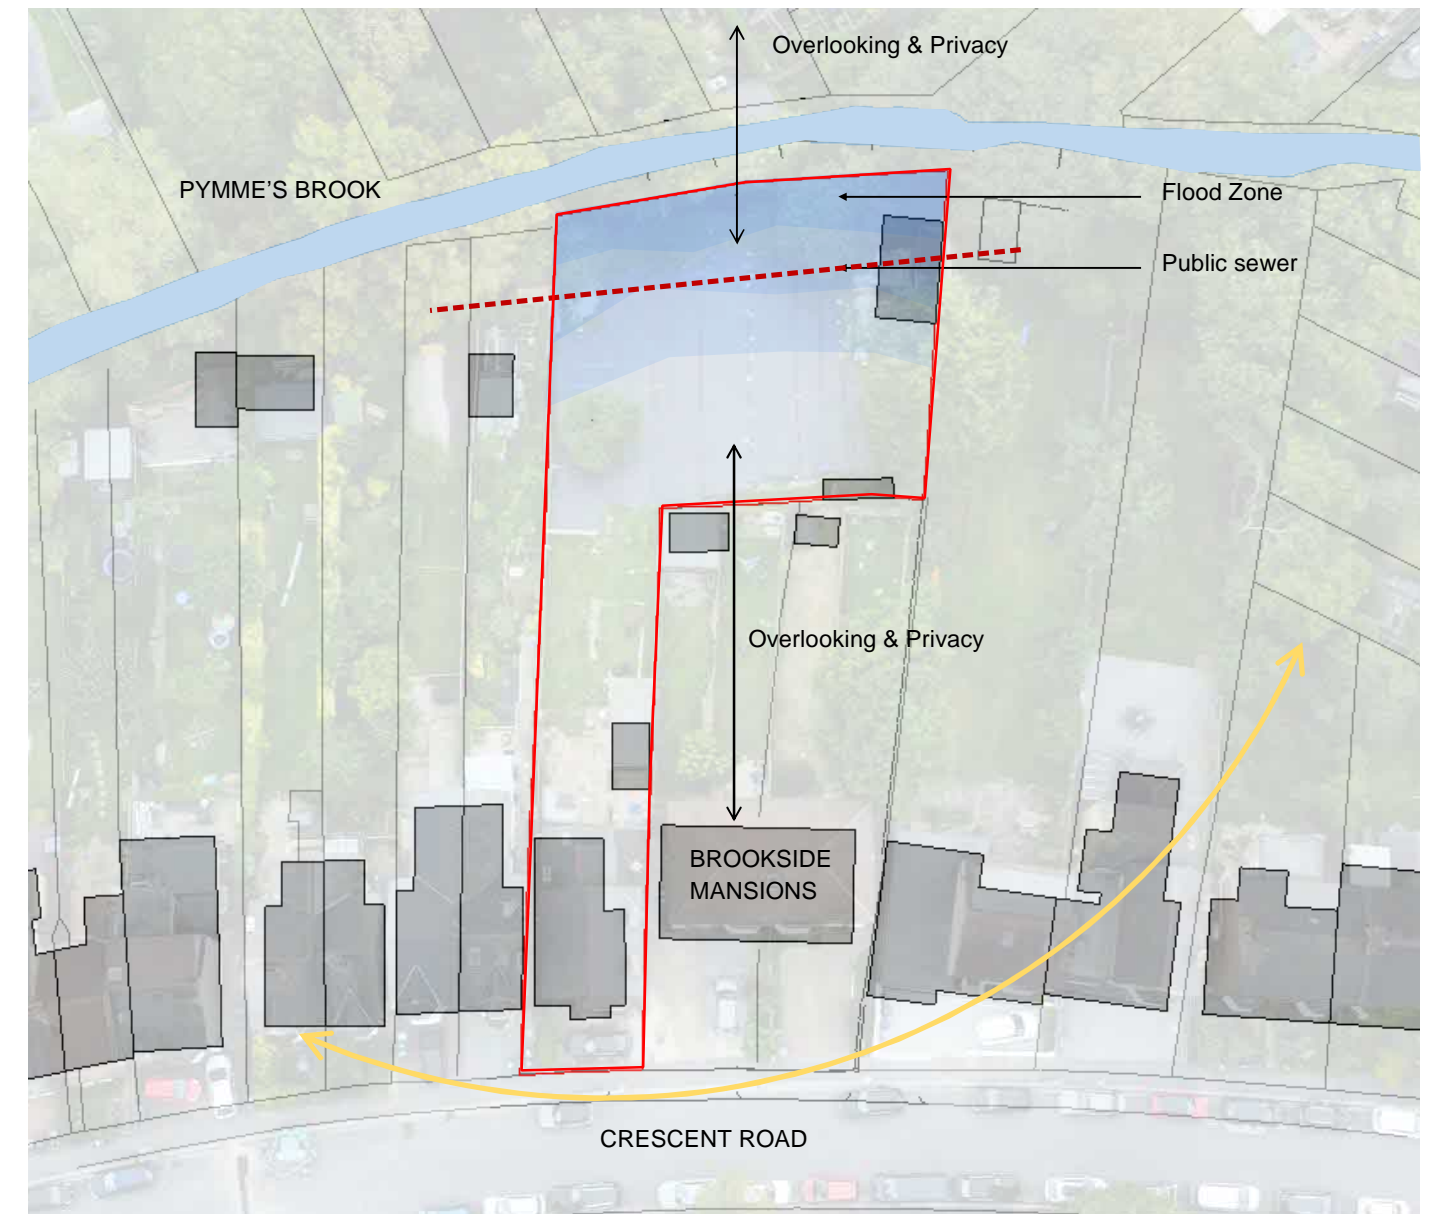 Overlooking & Privacy
PYMME'S BROOK
Flood Zone
Public sewer
Overlooking & Privacy
BROOKSIDE
MANSIONS
CRESCENT ROAD